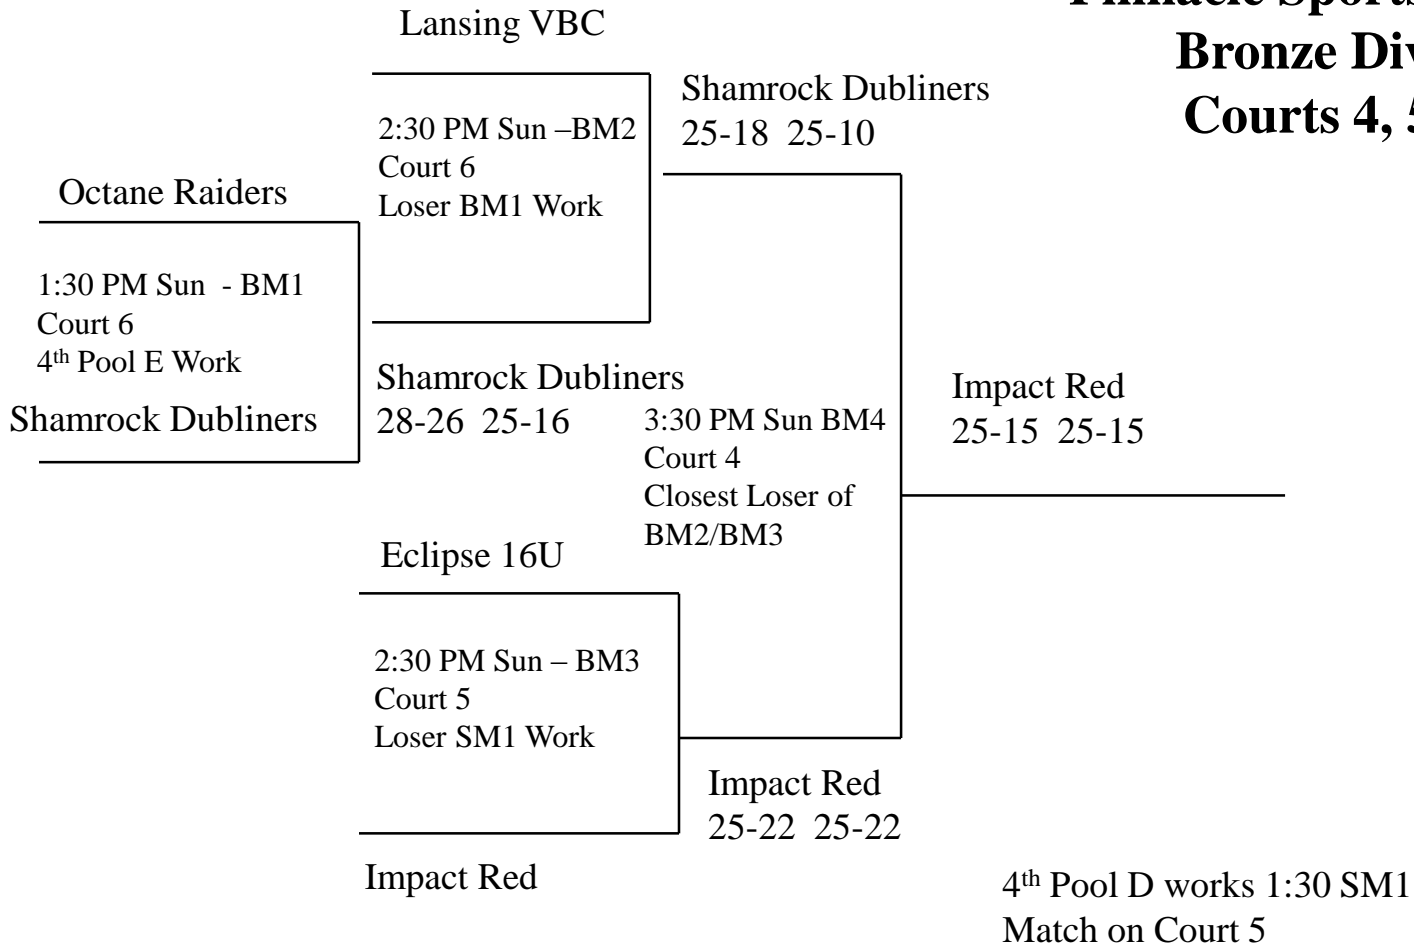 Lansing VBC
Bronze
Courts 4,
Shamrock Dubliners
25-18 25-10
2:30 PM Sun –BM2
Court 6
Loser BM1 Work
Octane Raiders
1:30 PM Sun - BM1
Court 6
4th Pool E Work
Shamrock Dubliners
Shamrock Dubliners
28-26 25-16
3:30 PM Sun BM4
Court 4
Closest Loser of
BM2/BM3
Impact Red
25-15 25-15
Eclipse 16U
2:30 PM Sun – BM3
Court 5
Loser SM1 Work
Impact Red
25-22 25-22
Impact Red
4th Pool D works 1:30 SM1
Match on Court 5